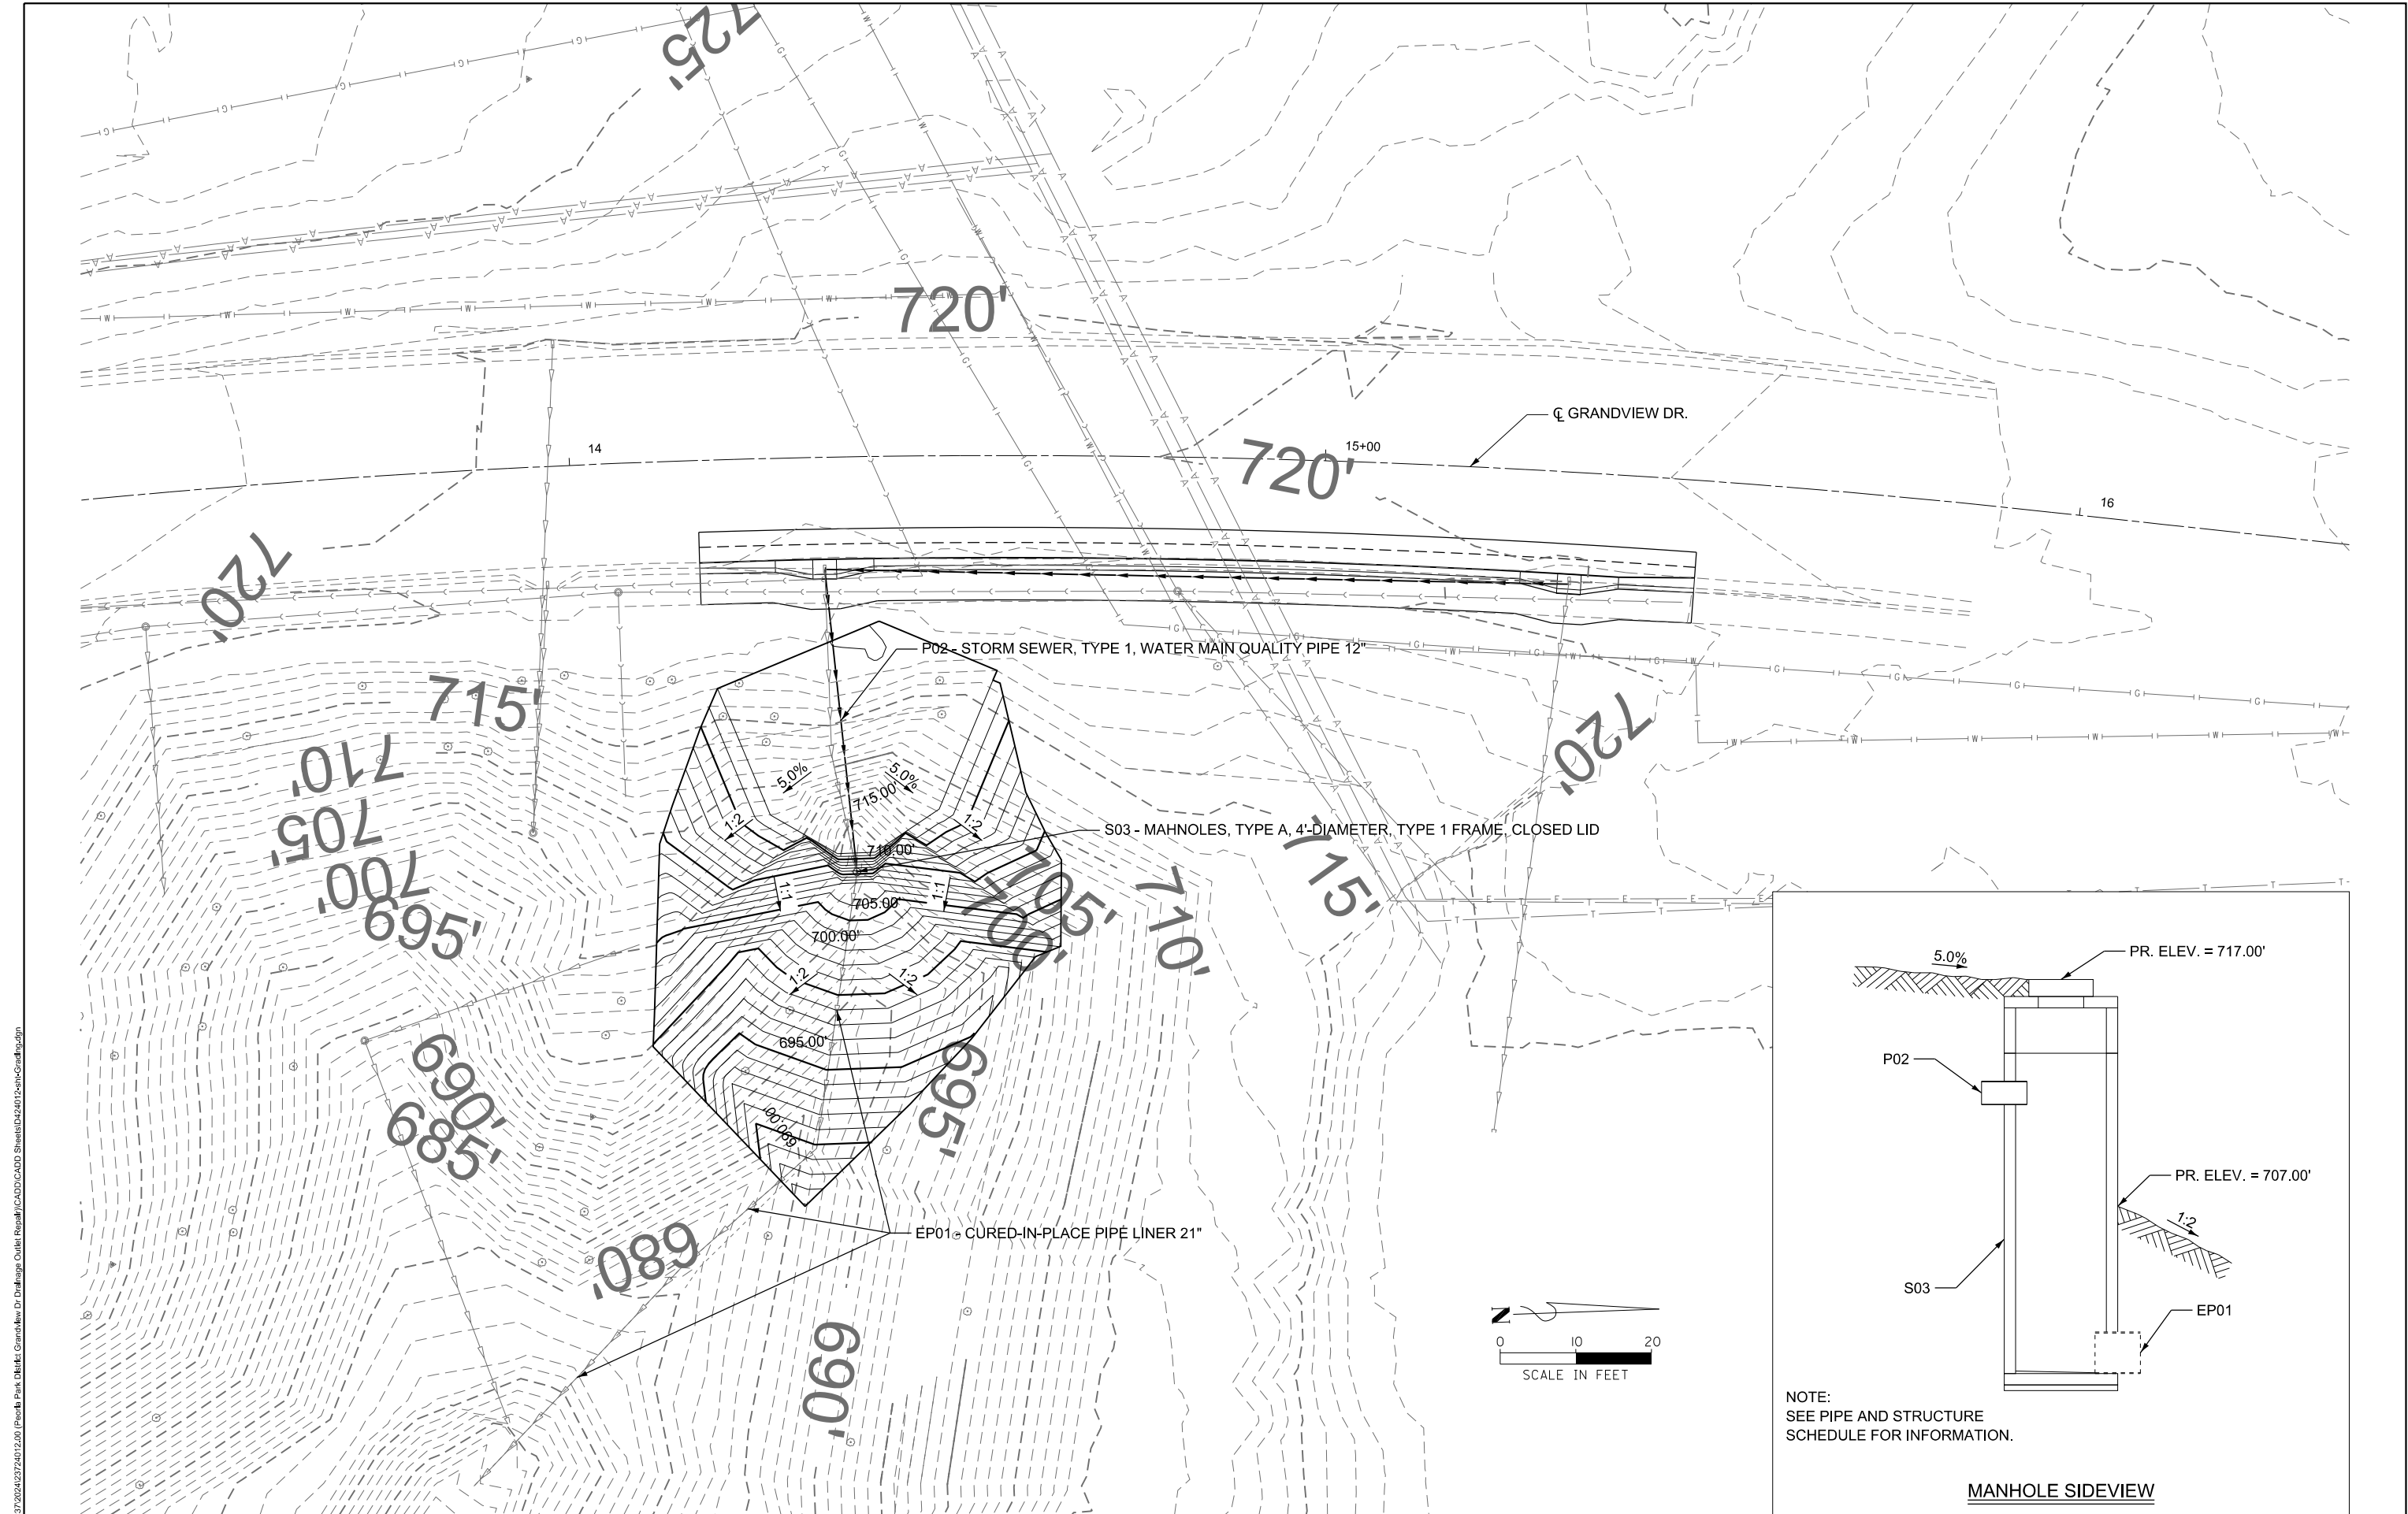 725'
720'
℄ GRANDVIEW DR.
14
15+00
720'
16
720'
P02 - STORM SEWER, TYPE 1, WATER MAIN QUALITY PIPE 12"
715'
710'
705'
700'
695'
720'
5.0%
5.0%
715.00'
1:2
1:2
S03 - MAHNOLES, TYPE A, 4'-DIAMETER, TYPE 1 FRAME, CLOSED LID
710.00'
715'
705'
700'
710'
1:1
1:1
705.00'
700.00'
1:2
1:2
695.00'
690'
685'
695'
690.00'
EP01 - CURED-IN-PLACE PIPE LINER 21"
680'
690'
N
0 10 20
SCALE IN FEET
5.0%
PR. ELEV. = 717.00'
P02
PR. ELEV. = 707.00'
1:2
S03
EP01
NOTE:
SEE PIPE AND STRUCTURE
SCHEDULE FOR INFORMATION.
MANHOLE SIDEVIEW